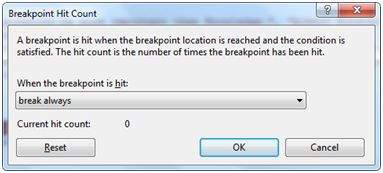 Breakpoint Hit Count
A breakpoint is hit when the breakpoint location is reached and the condition is
satisfied. The hit count is the number of times the breakpoint has been hit.
When the breakpoint is hit:
break always
Current hit count: 0
Reset OK Cancel